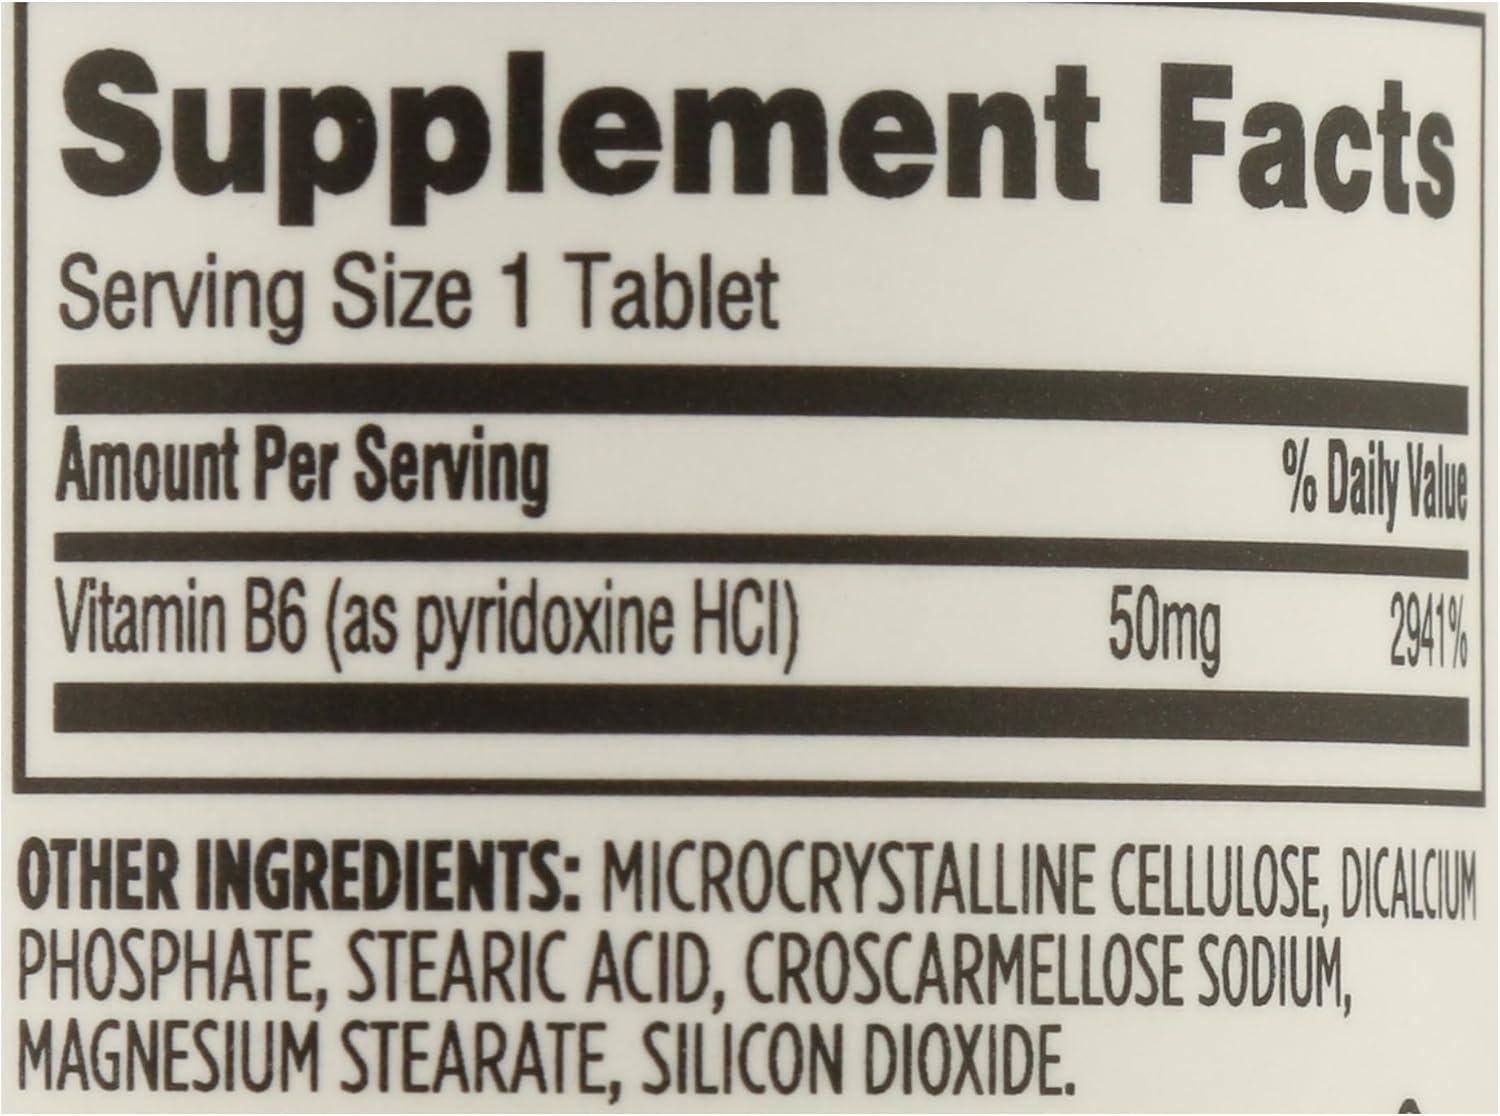 Supplement Facts
Serving Size 1 Tablet
Amount Per Serving % Daily Value
Vitamin B6 (as pyridoxine HCl) 50mg 2941%
OTHER INGREDIENTS: MICROCRYSTALLINE CELLULOSE, DICALCIUM
PHOSPHATE, STEARIC ACID, CROSCARMELLOSE SODIUM,
MAGNESIUM STEARATE, SILICON DIOXIDE.